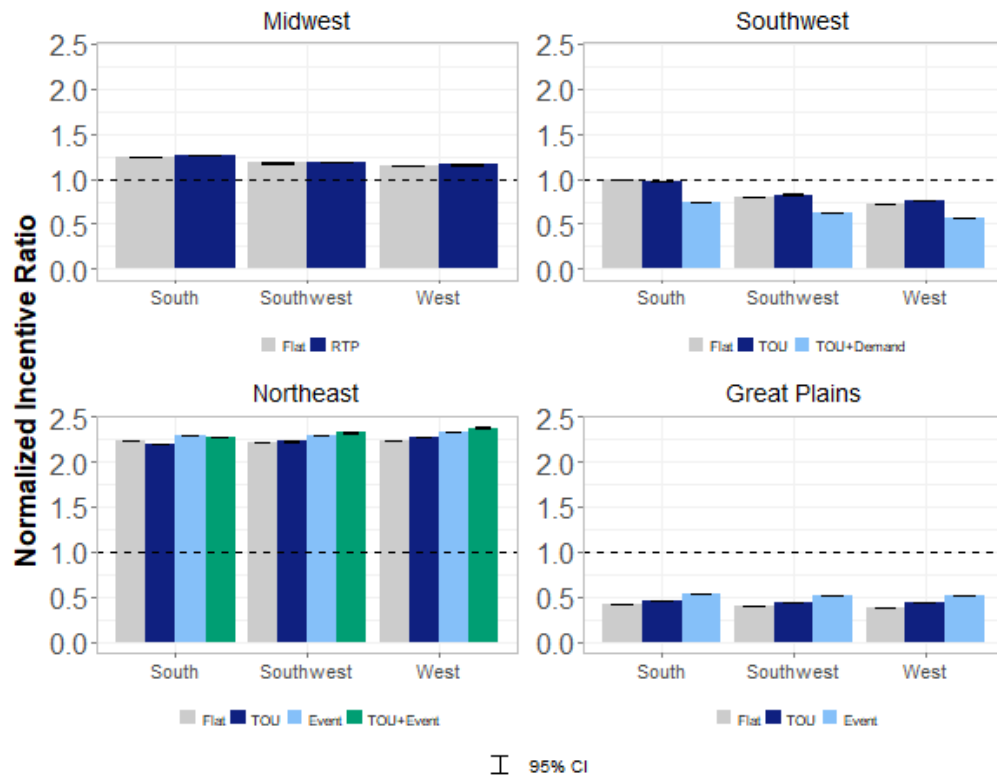 Normalized Incentive Ratio
Midwest
2.5
2.0
1.5
1.0
0.5
0.0
South Southwest West
Flat RTP
Southwest
2.5
2.0
1.5
1.0
0.5
0.0
South Southwest West
Flat TOU TOU+Demand
Northeast
2.5
2.0
1.5
1.0
0.5
0.0
South Southwest West
Flat TOU Event TOU+Event
Great Plains
2.5
2.0
1.5
1.0
0.5
0.0
South Southwest West
Flat TOU Event
95% CI